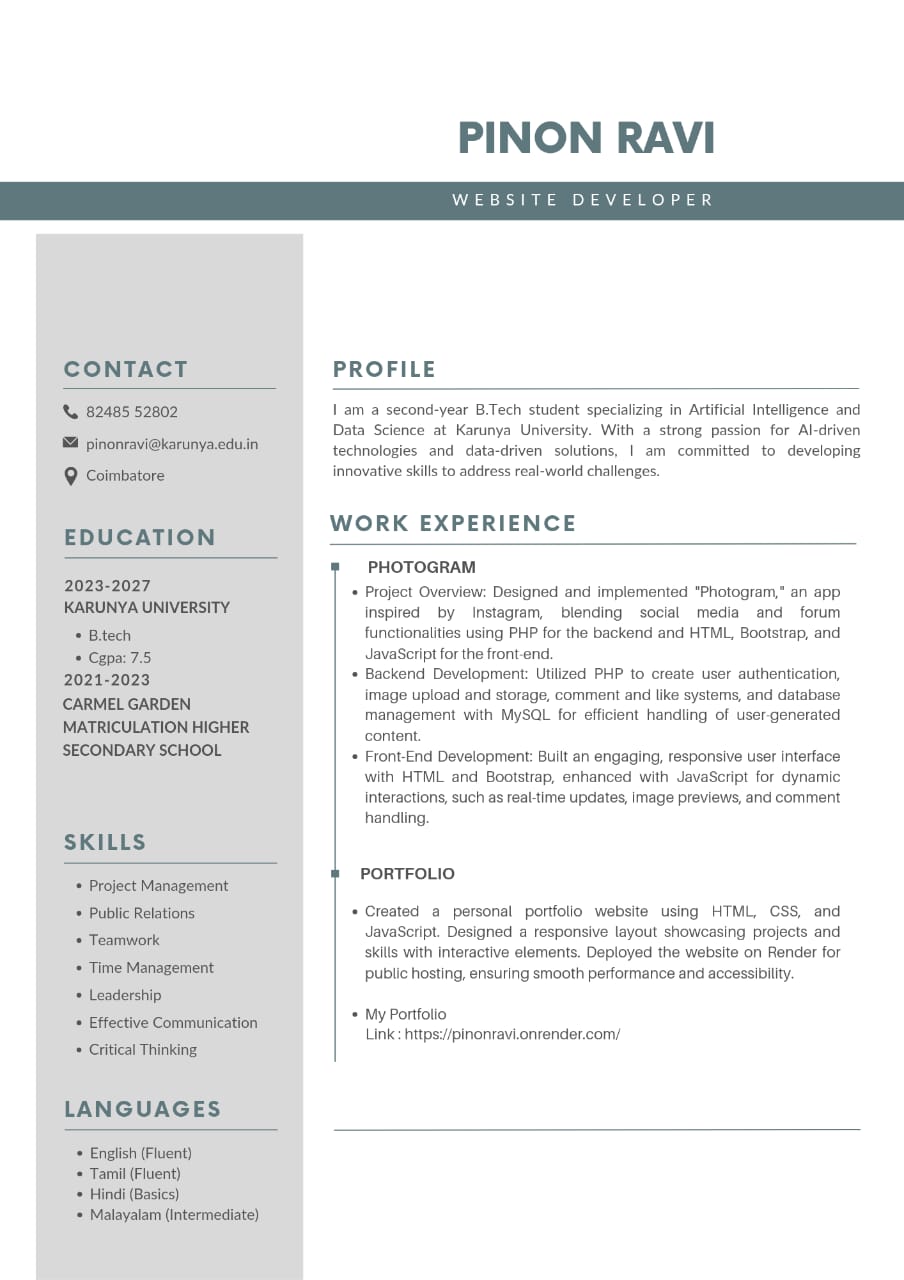 PINON RAVI
WEBSITE DEVELOPER
CONTACT
82485 52802
pinonravi@karunya.edu.in
Coimbatore
EDUCATION
2023-2027
KARUNYA UNIVERSITY
• B.tech
• Cgpa: 7.5
2021-2023
CARMEL GARDEN
MATRICULATION HIGHER
SECONDARY SCHOOL
SKILLS
• Project Management
• Public Relations
• Teamwork
• Time Management
• Leadership
• Effective Communication
• Critical Thinking
LANGUAGES
• English (Fluent)
• Tamil (Fluent)
• Hindi (Basics)
• Malayalam (Intermediate)
PROFILE
I am a second-year B.Tech student specializing in Artificial Intelligence and
Data Science at Karunya University. With a strong passion for AI-driven
technologies and data-driven solutions, I am committed to developing
innovative skills to address real-world challenges.
WORK EXPERIENCE
PHOTOGRAM
• Project Overview: Designed and implemented "Photogram," an app
inspired by Instagram, blending social media and forum
functionalities using PHP for the backend and HTML, Bootstrap, and
JavaScript for the front-end.
• Backend Development: Utilized PHP to create user authentication,
image upload and storage, comment and like systems, and database
management with MySQL for efficient handling of user-generated
content.
• Front-End Development: Built an engaging, responsive user interface
with HTML and Bootstrap, enhanced with JavaScript for dynamic
interactions, such as real-time updates, image previews, and comment
handling.
PORTFOLIO
• Created a personal portfolio website using HTML, CSS, and
JavaScript. Designed a responsive layout showcasing projects and
skills with interactive elements. Deployed the website on Render for
public hosting, ensuring smooth performance and accessibility.
• My Portfolio
Link : https://pinonravi.onrender.com/